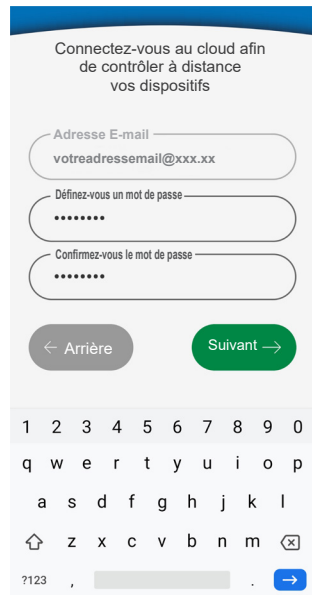 Connectez-vous au cloud afin
de contrôler à distance
vos dispositifs
Adresse E-mail
votreadressemail@xxx.xx
Définez-vous un mot de passe
••••••••
Confirmez-vous le mot de passe
••••••••
← Arrière
Suivant →
1 2 3 4 5 6 7 8 9 0
q w e r t y u i o p
a s d f g h j k l
z x c v b n m
?123 , .